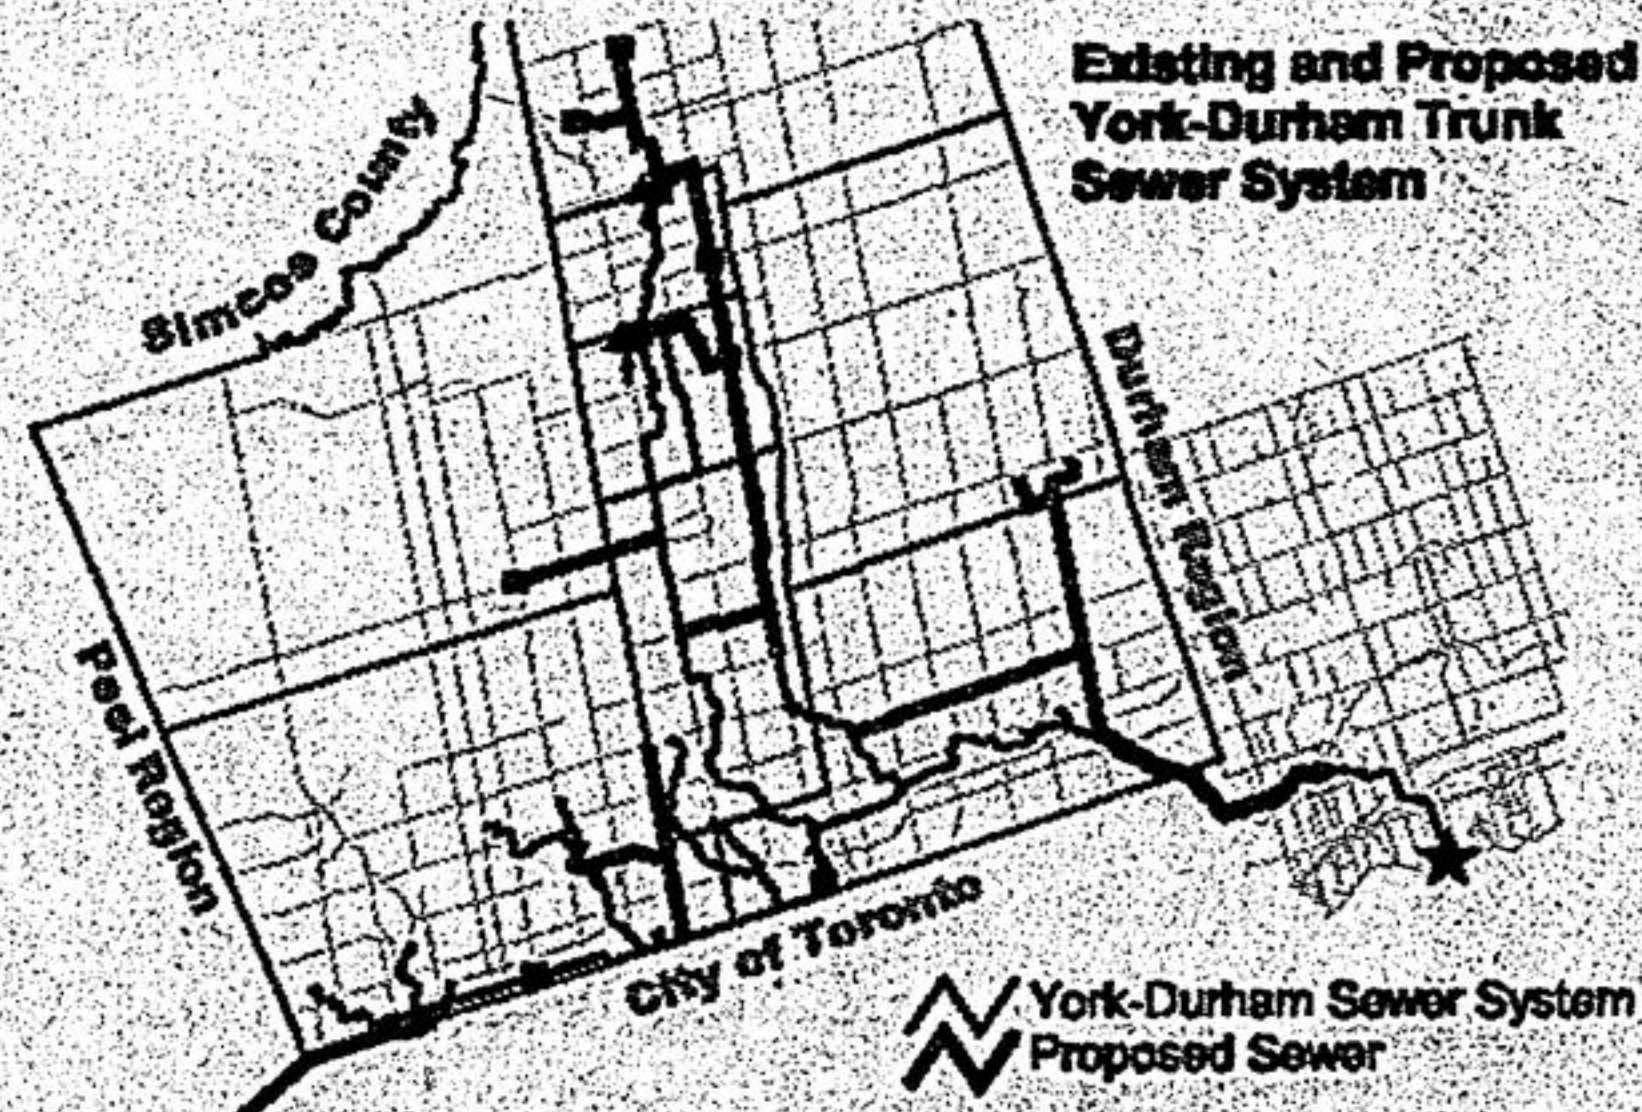 Existing and Proposed
York-Durham Trunk
Sewer System
Simcoe County
Durham Region
Peel Region
City of Toronto
York-Durham Sewer System
Proposed Sewer